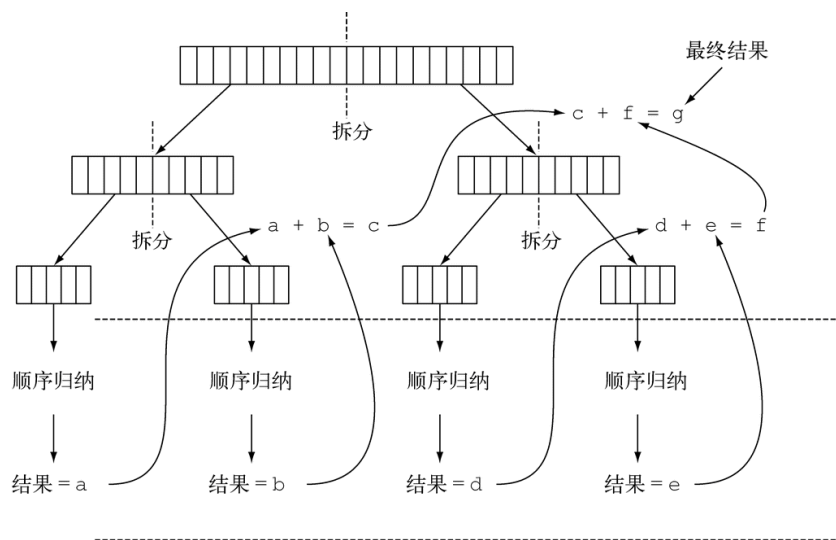 最终结果
c + f = g
拆分
a + b = c
d + e = f
拆分
拆分
顺序归纳
顺序归纳
顺序归纳
顺序归纳
结果=a
结果=b
结果=d
结果=e